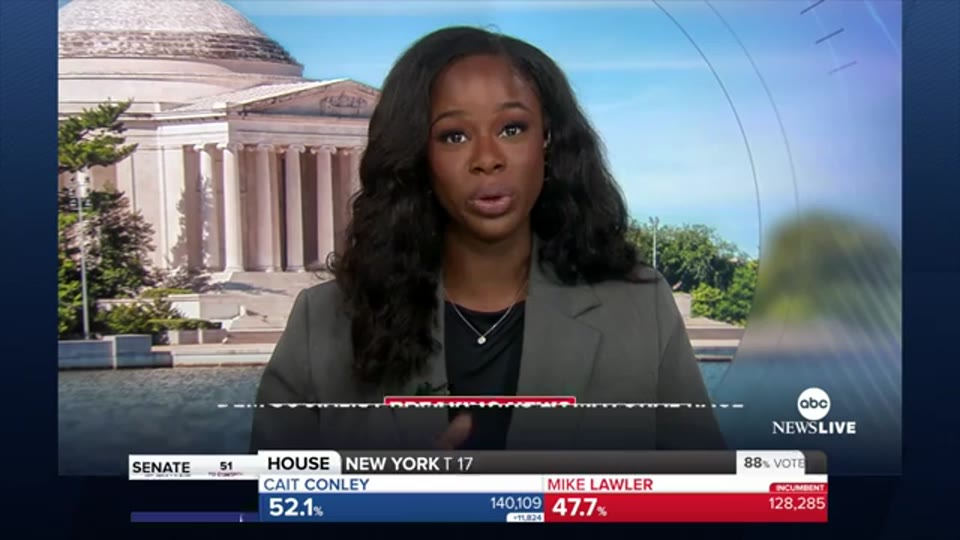 abc
NEWS LIVE
SENATE 51
HOUSE NEW YORK T 17 88% VOTE
CAIT CONLEY MIKE LAWLER INCUMBENT
52.1% 140,109 47.7% 128,285
+11,824